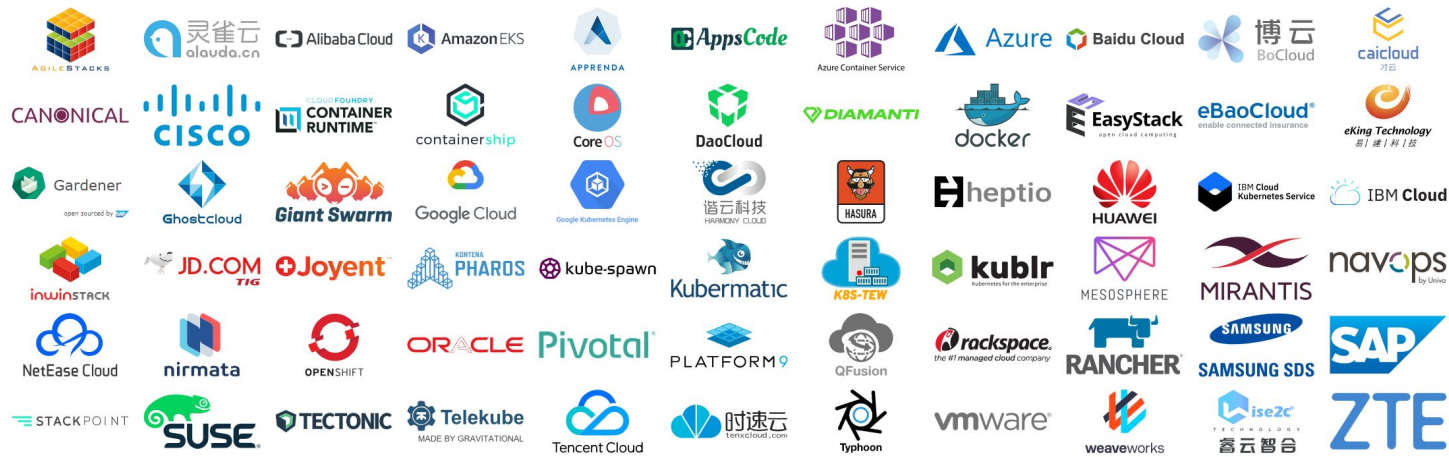 AGILESTACKS
灵雀云
alauda.cn
Alibaba Cloud
Amazon EKS
APPRENDA
AppsCode
Azure Container Service
Azure
Baidu Cloud
博云
BoCloud
caicloud
才云
CANONICAL
CISCO
CLOUD FOUNDRY
CONTAINER
RUNTIME™
containership
CoreOS
DaoCloud
DIAMANTI
docker
EasyStack
open cloud computing
eBaoCloud®
enable connected insurance
eKing Technology
易|建|科|技
Gardener
open sourced by SAP
Ghostcloud
Giant Swarm
Google Cloud
Google Kubernetes Engine
谐云科技
HARMONY CLOUD
HASURA
heptio
HUAWEI
IBM Cloud
Kubernetes Service
IBM Cloud
inwinSTACK
JD.COM
TIG
Joyent™
KONTENA
PHAROS
kube-spawn
Kubermatic
K8S-TEW
kublr
Kubernetes for the enterprise
MESOSPHERE
MIRANTIS
navops
by Univa
NetEase Cloud
nirmata
OPENSHIFT
ORACLE
Pivotal®
PLATFORM9
QFusion
rackspace®
the #1 managed cloud company
RANCHER®
SAMSUNG
SAMSUNG SDS
SAP
STACKPOINT
SUSE®
TECTONIC
Telekube
MADE BY GRAVITATIONAL
Tencent Cloud
时速云
tenxcloud.com
Typhoon
vmware®
weaveworks
Wise2c
TECHNOLOGY
睿云智合
ZTE